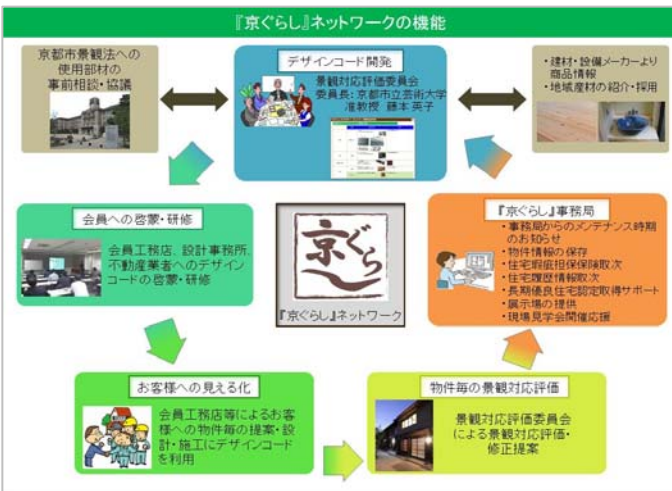 『京ぐらし』ネットワークの機能
京都市景観法への
使用部材の
事前相談・協議
デザインコード開発
景観対応評価委員会
委員長:京都市立芸術大学
准教授 藤本 英子
・建材・設備メーカーより
商品情報
・地域産材の紹介・採用
会員への啓蒙・研修
会員工務店、設計事務所、
不動産業者へのデザイン
コードの啓蒙・研修
京ぐらし
『京ぐらし』ネットワーク
『京ぐらし』事務局
・事務局からのメンテナンス時期
のお知らせ
・物件情報の保存
・住宅瑕疵担保保険取次
・住宅履歴情報取次
・長期優良住宅認定取得サポート
・展示場の提供
・現場見学会開催応援
お客様への見える化
会員工務店等によるお客
様への物件毎の提案・設
計・施工にデザインコード
を利用
物件毎の景観対応評価
景観対応評価委員会
による景観対応評価・
修正提案